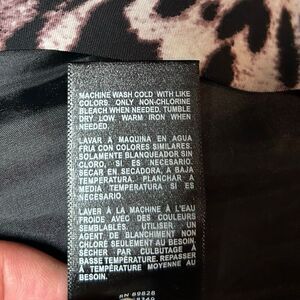 MACHINE WASH COLD WITH LIKE
COLORS. ONLY NON-CHLORINE
BLEACH WHEN NEEDED. TUMBLE
DRY LOW. WARM IRON WHEN
NEEDED.
LAVAR A MAQUINA EN AGUA
FRIA CON COLORES SIMILARES.
SOLAMENTE BLANQUEADOR SIN
CLORO, SI ES NECESARIO.
SECAR EN SECADORA, A BAJA
TEMPERATURA. PLANCHAR A
MEDIA TEMPERATURA SI ES
NECESARIO.
LAVER À LA MACHINE À L'EAU
FROIDE AVEC DES COULEURS
SEMBLABLES. UTILISER UN
AGENT DE BLANCHIMENT NON
CHLORÉ SEULEMENT AU BESOIN.
SÉCHER PAR CULBUTAGE À
BASSE TEMPÉRATURE. REPASSER
À TEMPÉRATURE MOYENNE AU
BESOIN.
RN 89828